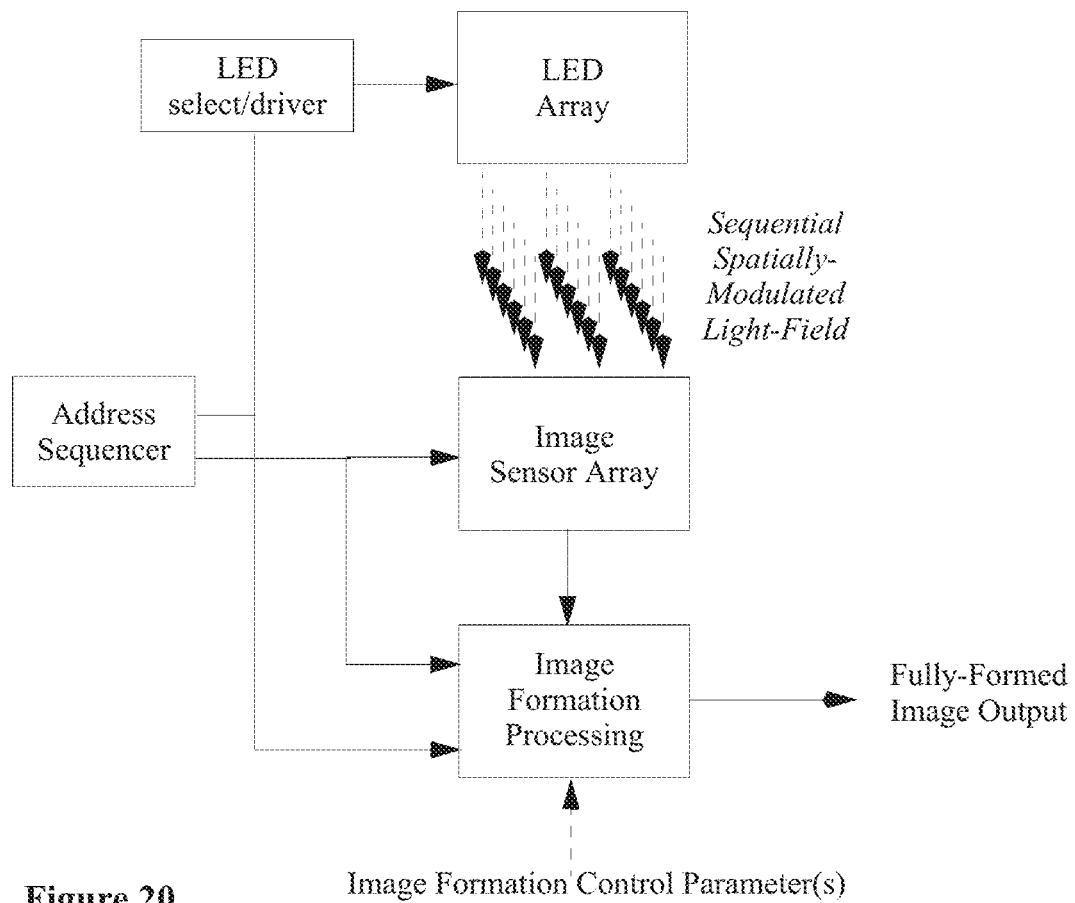 LED
select/driver
LED
Array
Sequential
Spatially-
Modulated
Light-Field
Address
Sequencer
Image
Sensor Array
Image
Formation
Processing
Fully-Formed
Image Output
Image Formation Control Parameter(s)
Figure 20